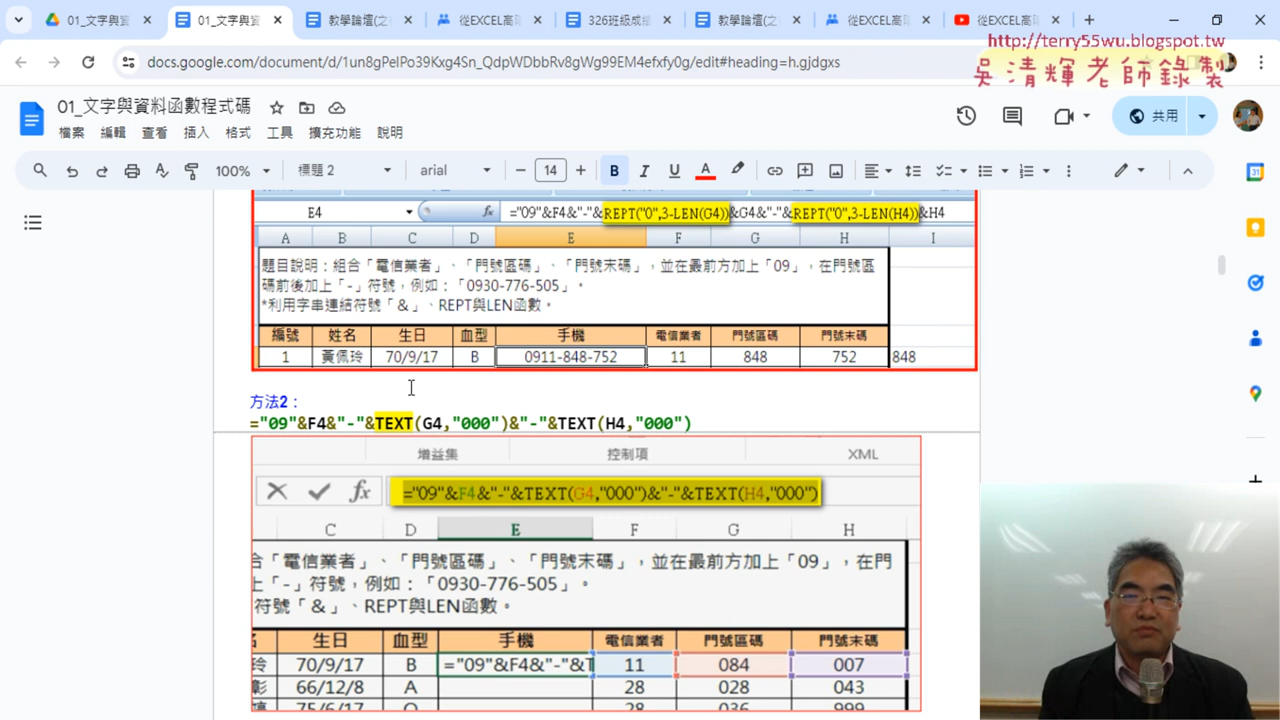 01_文字與資
01_文字與資
教學論壇(之
從EXCEL高
326班級成
教學論壇(之
從EXCEL高
從EXCEL高
http://terry55wu.blogspot.tw
docs.google.com/document/d/1un8gPelPo39Kxg4Sn_QdpWDbbRv8gWg99EM4efxfy0g/edit#heading=h.gjdgxs
吳清輝老師錄製
01_文字與資料函數程式碼
檔案 編輯 查看 插入 格式 工具 擴充功能 說明
共用
100% 標題 2 arial 14 B I U A
E4 fx ="09"&F4&"-"&REPT("0",3-LEN(G4))&G4&"-"&REPT("0",3-LEN(H4))&H4
A B C D E F G H I
題目說明：組合「電信業者」、「門號區碼」、「門號末碼」，並在最前方加上「09」，在門號區
碼前後加上「-」符號，例如：「0930-776-505」。
*利用字串連結符號「&」、REPT與LEN函數。
編號 姓名 生日 血型 手機 電信業者 門號區碼 門號末碼
1 黃佩玲 70/9/17 B 0911-848-752 11 848 752 848
方法2：
="09"&F4&"-"&TEXT(G4,"000")&"-"&TEXT(H4,"000")
增益集 控制項 XML
fx ="09"&F4&"-"&TEXT(G4,"000")&"-"&TEXT(H4,"000")
C D E F G H
合「電信業者」、「門號區碼」、「門號末碼」，並在最前方加上「09」，在門
上「-」符號，例如：「0930-776-505」。
符號「&」、REPT與LEN函數。
生日 血型 手機 電信業者 門號區碼 門號末碼
玲 70/9/17 B ="09"&F4&"-"&T 11 084 007
彰 66/12/8 A 28 028 043
75/6/17 O 28 036 999